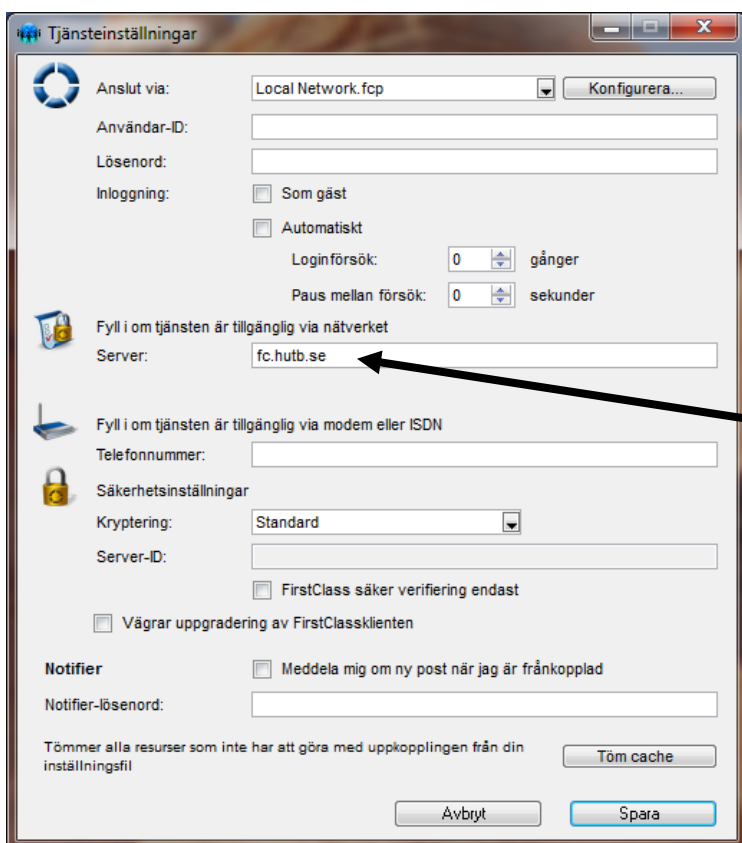 Tjänsteinställningar
Anslut via: Local Network.fcp Konfigurera...
Användar-ID:
Lösenord:
Inloggning: Som gäst
Automatiskt
Loginförsök: 0 gånger
Paus mellan försök: 0 sekunder
Fyll i om tjänsten är tillgänglig via nätverket
Server: fc.hutb.se
Fyll i om tjänsten är tillgänglig via modem eller ISDN
Telefonnummer:
Säkerhetsinställningar
Kryptering: Standard
Server-ID:
FirstClass säker verifiering endast
Vägrar uppgradering av FirstClassklienten
Notifier Meddela mig om ny post när jag är frånkopplad
Notifier-lösenord:
Tömmer alla resurser som inte har att göra med uppkopplingen från din
inställningsfil Töm cache
Avbryt Spara